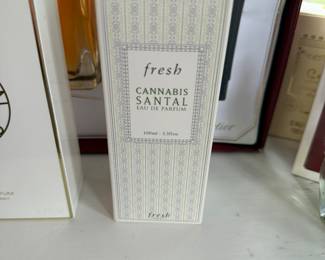 fresh
CANNABIS
SANTAL
EAU DE PARFUM
100ml - 3.3fl oz
fresh